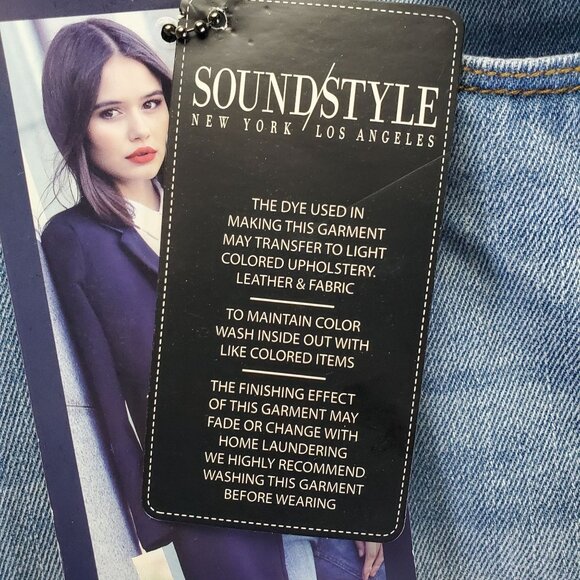 SOUND/STYLE
NEW YORK / LOS ANGELES
THE DYE USED IN
MAKING THIS GARMENT
MAY TRANSFER TO LIGHT
COLORED UPHOLSTERY.
LEATHER & FABRIC
TO MAINTAIN COLOR
WASH INSIDE OUT WITH
LIKE COLORED ITEMS
THE FINISHING EFFECT
OF THIS GARMENT MAY
FADE OR CHANGE WITH
HOME LAUNDERING
WE HIGHLY RECOMMEND
WASHING THIS GARMENT
BEFORE WEARING